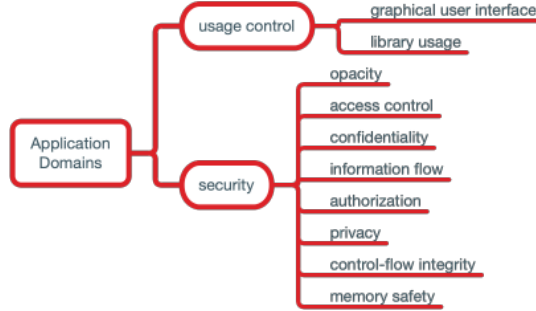 usage control
graphical user interface
library usage
Application
Domains
security
opacity
access control
confidentiality
information flow
authorization
privacy
control-flow integrity
memory safety